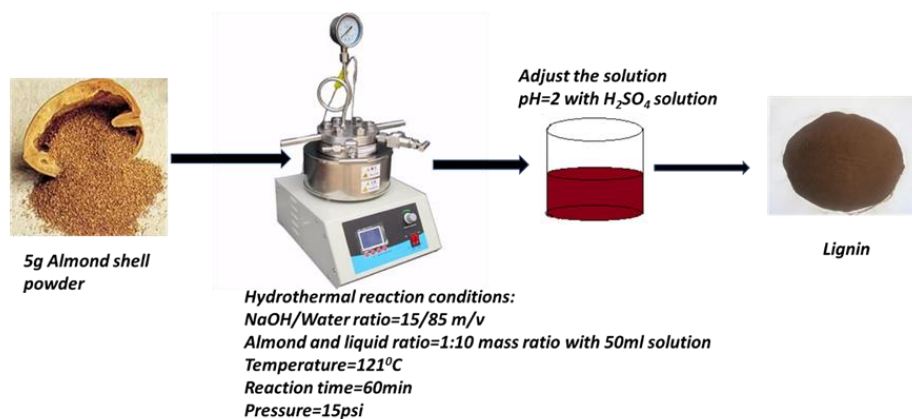 Adjust the solution
pH=2 with H₂SO₄ solution
5g Almond shell
powder
Lignin
Hydrothermal reaction conditions:
NaOH/Water ratio=15/85 m/v
Almond and liquid ratio=1:10 mass ratio with 50ml solution
Temperature=121⁰C
Reaction time=60min
Pressure=15psi